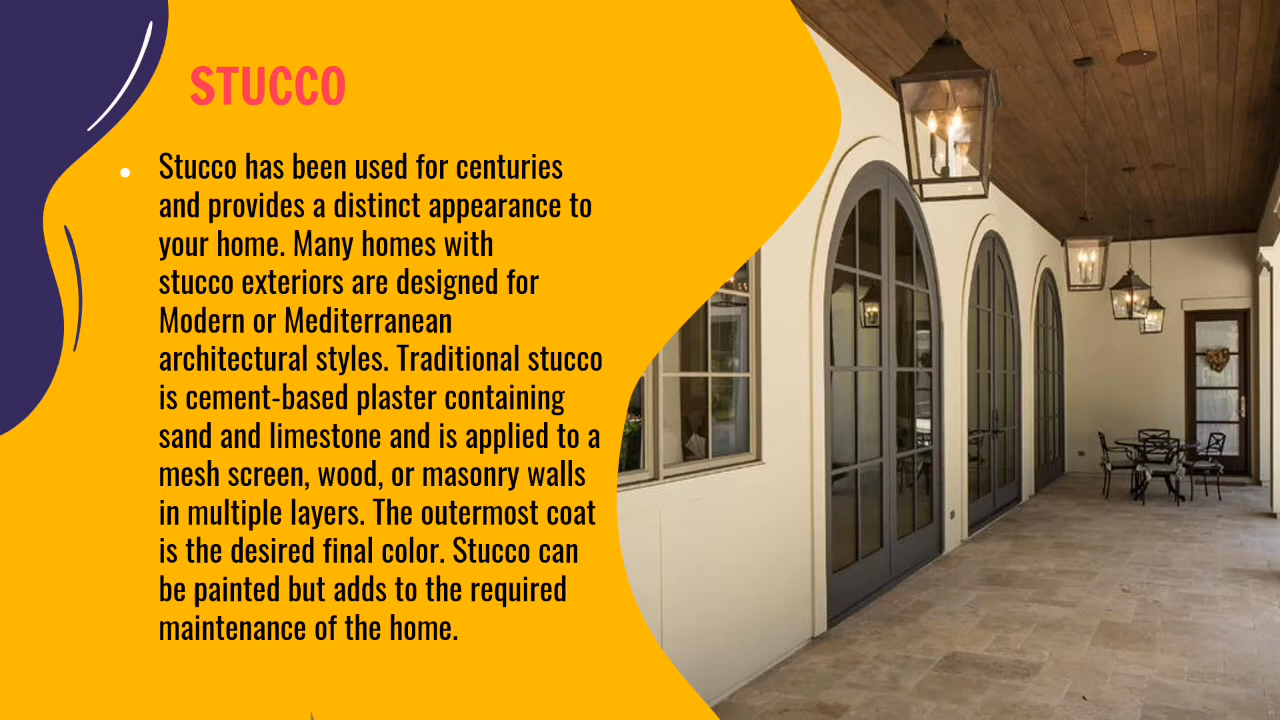 STUCCO
Stucco has been used for centuries
and provides a distinct appearance to
your home. Many homes with
stucco exteriors are designed for
Modern or Mediterranean
architectural styles. Traditional stucco
is cement-based plaster containing
sand and limestone and is applied to a
mesh screen, wood, or masonry walls
in multiple layers. The outermost coat
is the desired final color. Stucco can
be painted but adds to the required
maintenance of the home.